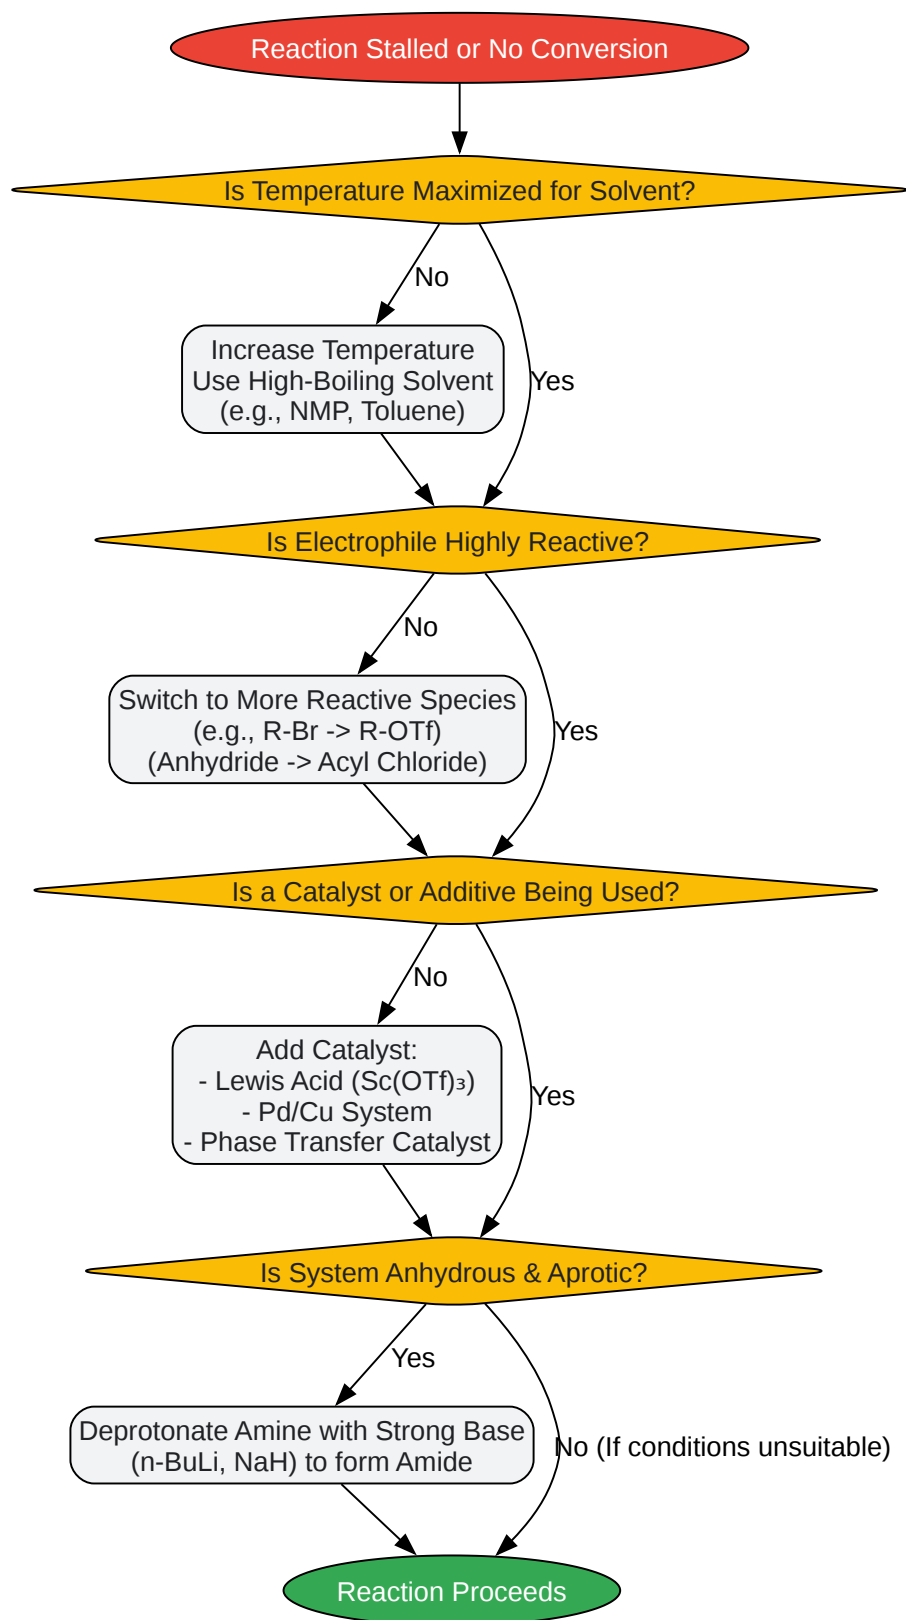 Reaction Stalled or No Conversion
Is Temperature Maximized for Solvent?
No
Increase Temperature
Use High-Boiling Solvent
(e.g., NMP, Toluene)
Yes
Is Electrophile Highly Reactive?
No
Switch to More Reactive Species
(e.g., R-Br -> R-OTf)
(Anhydride -> Acyl Chloride)
Yes
Is a Catalyst or Additive Being Used?
No
Add Catalyst:
- Lewis Acid (Sc(OTf)₃)
- Pd/Cu System
- Phase Transfer Catalyst
Yes
Is System Anhydrous & Aprotic?
Yes
Deprotonate Amine with Strong Base
(n-BuLi, NaH) to form Amide
No (If conditions unsuitable)
Reaction Proceeds